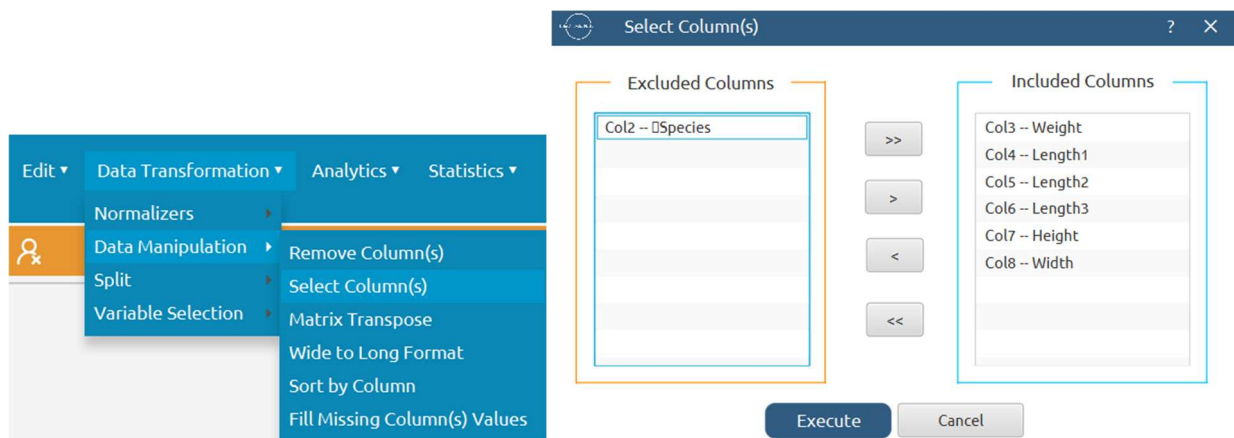 Edit ▾ Data Transformation ▾ Analytics ▾ Statistics ▾
Normalizers
Data Manipulation
Split
Variable Selection
Remove Column(s)
Select Column(s)
Matrix Transpose
Wide to Long Format
Sort by Column
Fill Missing Column(s) Values
Select Column(s) ? ×
Excluded Columns
Col2 -- ▯Species
>>
>
<
<<
Included Columns
Col3 -- Weight
Col4 -- Length1
Col5 -- Length2
Col6 -- Length3
Col7 -- Height
Col8 -- Width
Execute Cancel